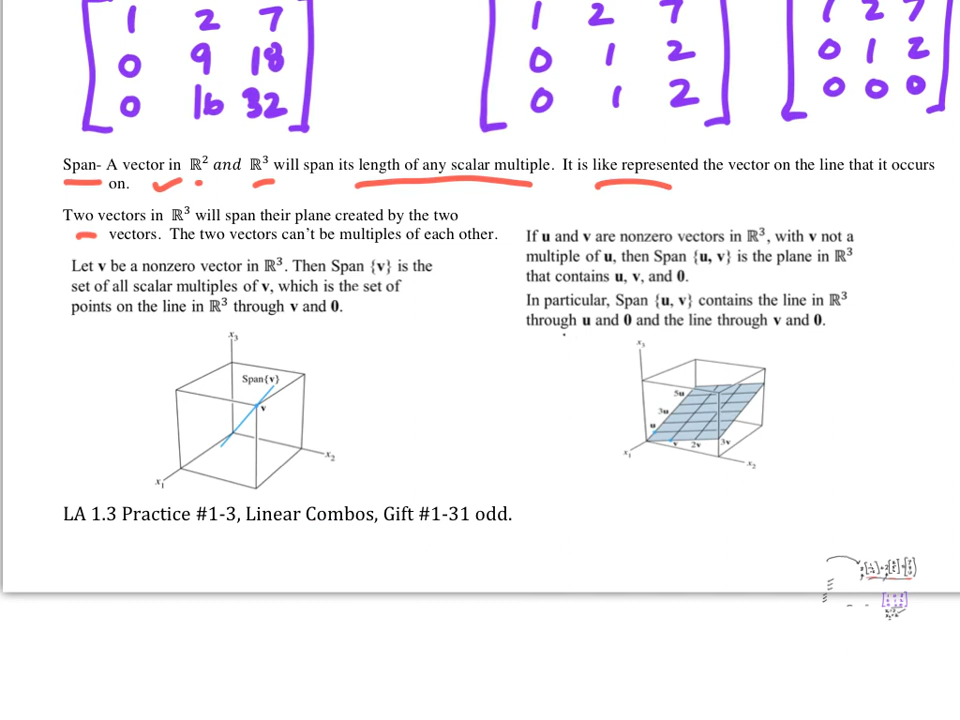 1 2 7 1 2 7 1 2 7
0 9 18 0 1 2 0 1 2
0 16 32 0 1 2 0 0 0
Span- A vector in ℝ² and ℝ³ will span its length of any scalar multiple. It is like represented the vector on the line that it occurs
on.
Two vectors in ℝ³ will span their plane created by the two
vectors. The two vectors can’t be multiples of each other.
Let v be a nonzero vector in ℝ³. Then Span {v} is the
set of all scalar multiples of v, which is the set of
points on the line in ℝ³ through v and 0.
If u and v are nonzero vectors in ℝ³, with v not a
multiple of u, then Span {u, v} is the plane in ℝ³
that contains u, v, and 0.
In particular, Span {u, v} contains the line in ℝ³
through u and 0 and the line through v and 0.
x₃
Span{v}
v
x₂
x₁
x₃
5u
3u
u
v 2v 3v
x₁
x₂
LA 1.3 Practice #1-3, Linear Combos, Gift #1-31 odd.